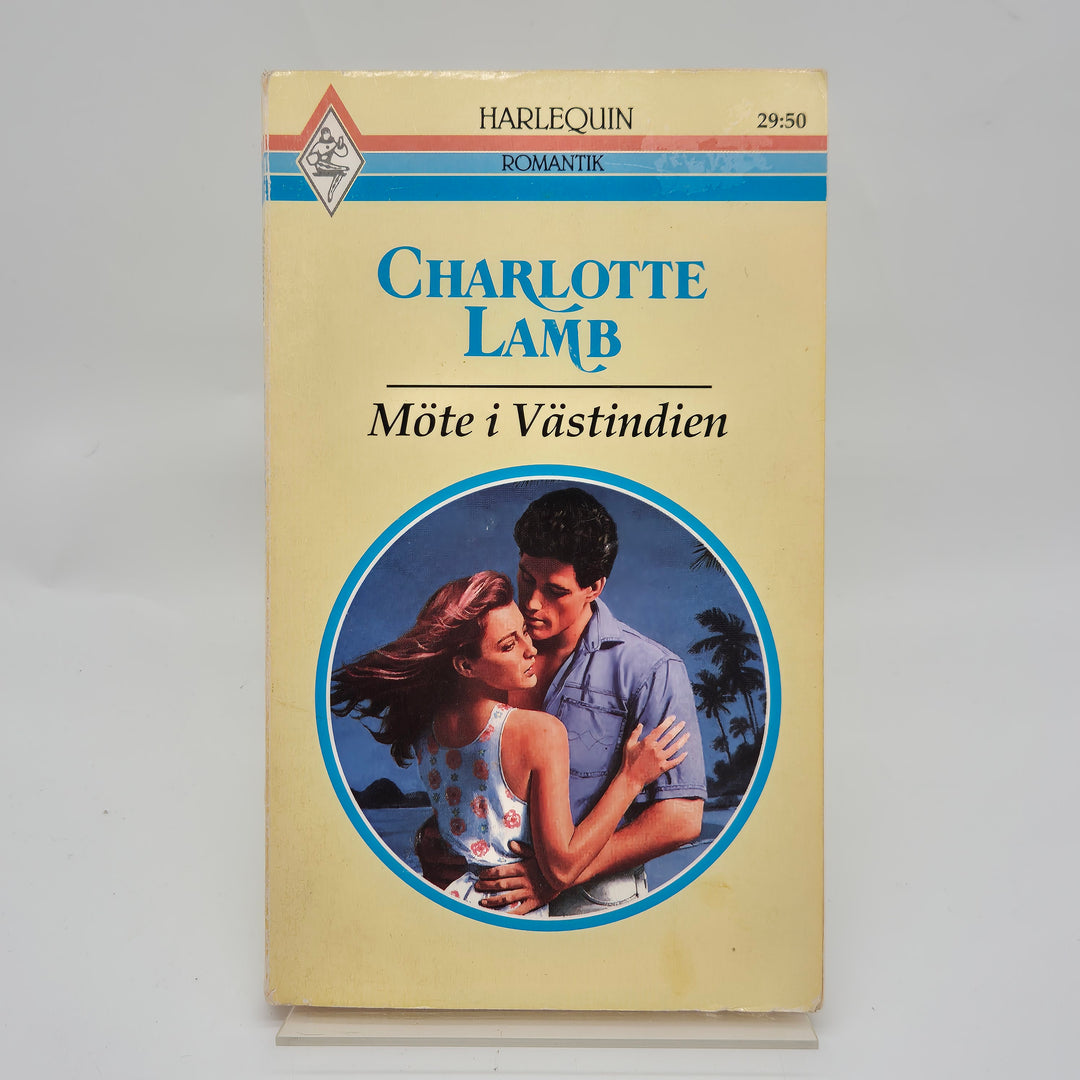 HARLEQUIN
29:50
ROMANTIK
CHARLOTTE
LAMB
Möte i Västindien